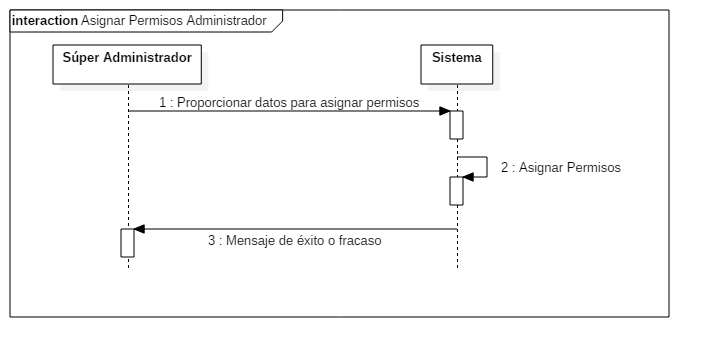 interaction Asignar Permisos Administrador
Súper Administrador
Sistema
1 : Proporcionar datos para asignar permisos
2 : Asignar Permisos
3 : Mensaje de éxito o fracaso